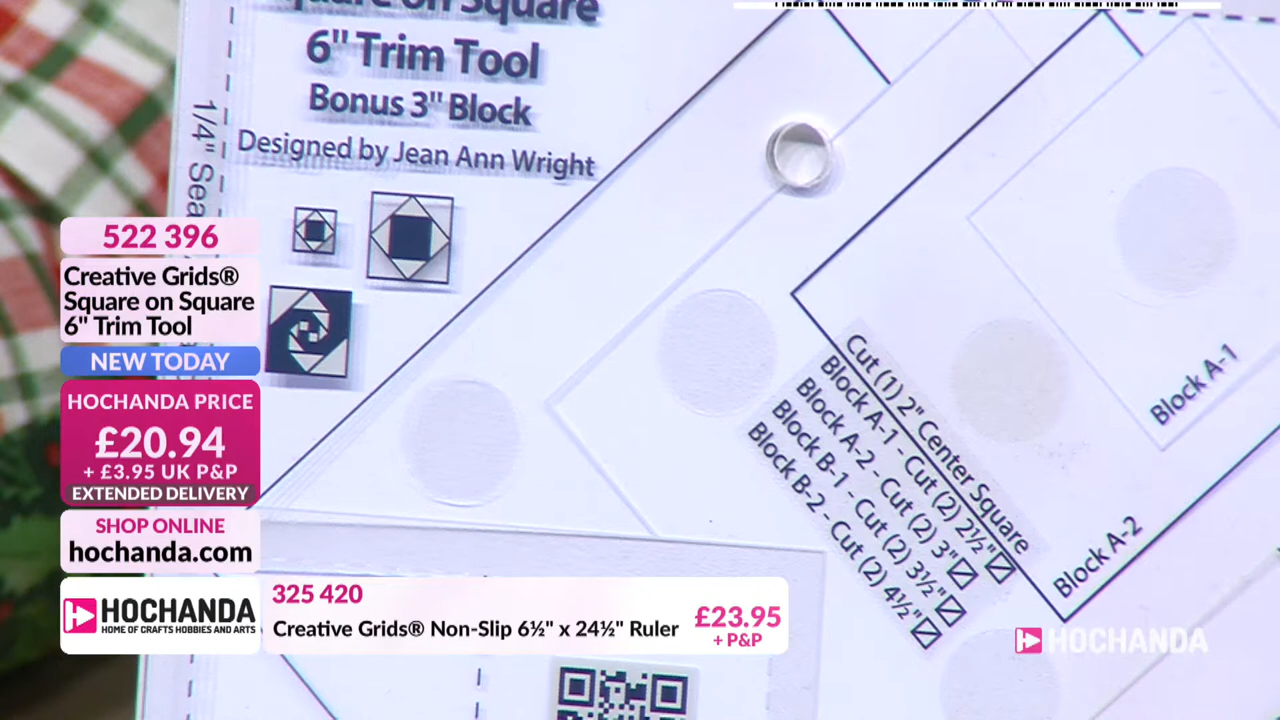 Square on Square
6" Trim Tool
Bonus 3" Block
Designed by Jean Ann Wright
1/4" Sea
522 396
Creative Grids®
Square on Square
6" Trim Tool
NEW TODAY
HOCHANDA PRICE
£20.94
+ £3.95 UK P&P
EXTENDED DELIVERY
SHOP ONLINE
hochanda.com
HOCHANDA
HOME OF CRAFTS HOBBIES AND ARTS
325 420
Creative Grids® Non-Slip 6½" x 24½" Ruler
£23.95
+ P&P
Cut (1) 2" Center Square
Block A-1 - Cut (2) 2½"
Block A-2 - Cut (2) 3"
Block B-1 - Cut (2) 3½"
Block B-2 - Cut (2) 4½"
Block A-1
Block A-2
HOCHANDA